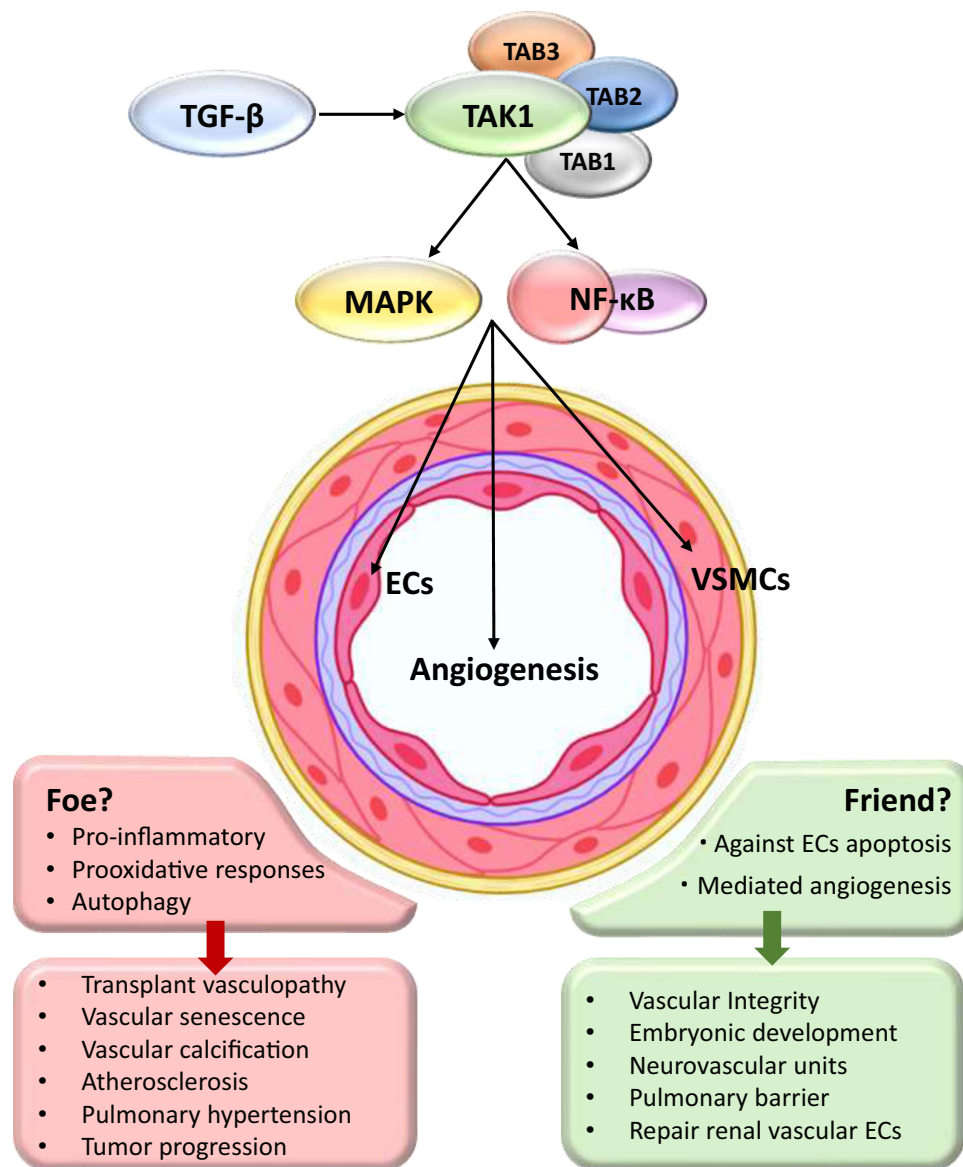 TAB3
TGF-β
TAK1
TAB2
TAB1
MAPK
NF-κB
ECs
VSMCs
Angiogenesis
Foe?
• Pro-inflammatory
• Prooxidative responses
• Autophagy
Friend?
• Against ECs apoptosis
• Mediated angiogenesis
• Transplant vasculopathy
• Vascular senescence
• Vascular calcification
• Atherosclerosis
• Pulmonary hypertension
• Tumor progression
• Vascular Integrity
• Embryonic development
• Neurovascular units
• Pulmonary barrier
• Repair renal vascular ECs